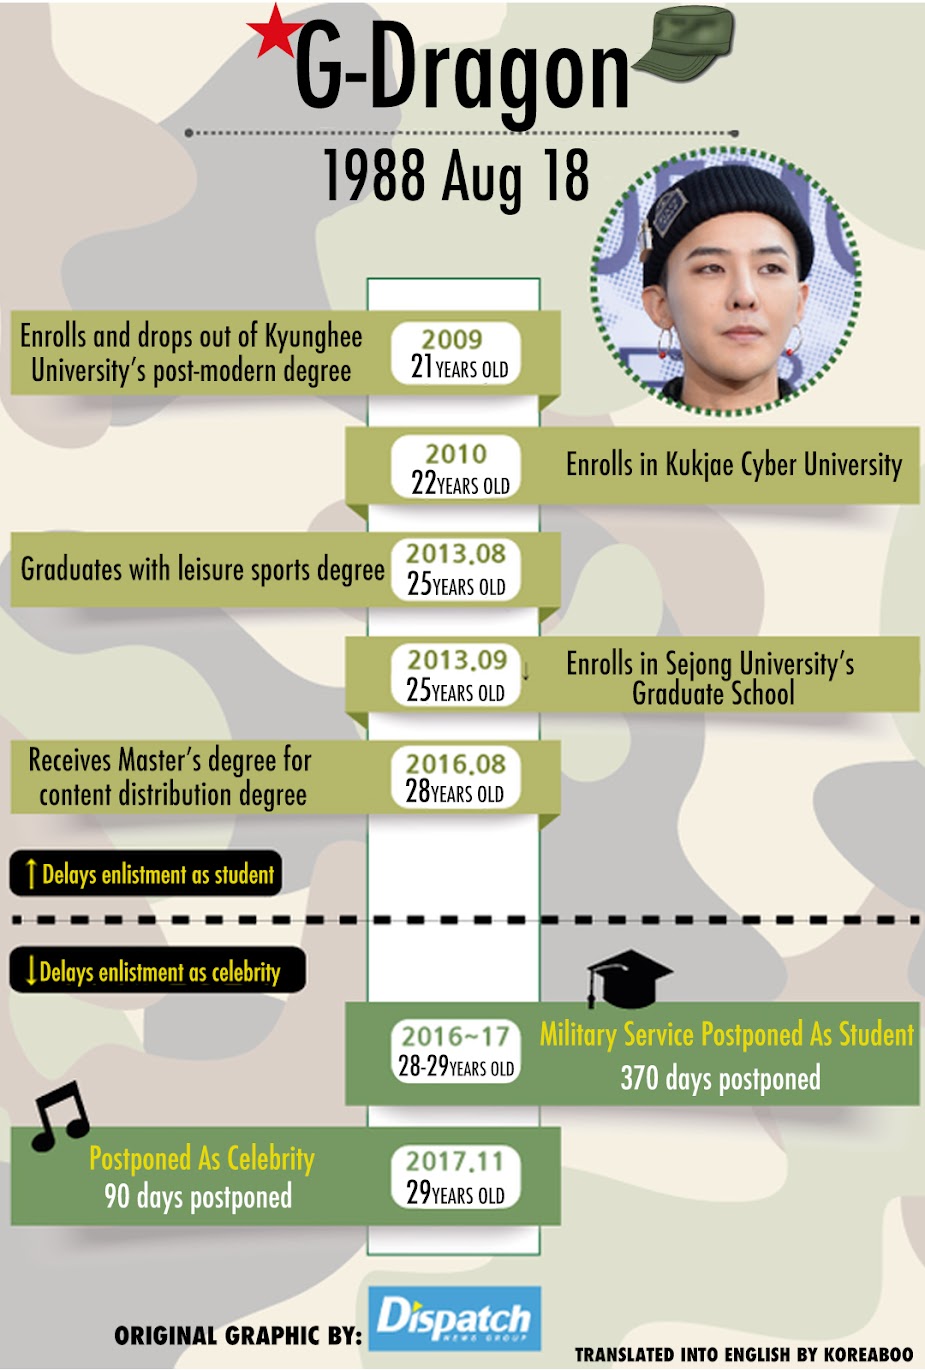 G-Dragon
1988 Aug 18
Enrolls and drops out of Kyunghee
University's post-modern degree
2009
21 YEARS OLD
2010
22 YEARS OLD
Enrolls in Kukjae Cyber University
Graduates with leisure sports degree
2013.08
25 YEARS OLD
2013.09
25 YEARS OLD
↓
Enrolls in Sejong University's
Graduate School
Receives Master's degree for
content distribution degree
2016.08
28 YEARS OLD
↑ Delays enlistment as student
↓ Delays enlistment as celebrity
2016~17
28-29 YEARS OLD
Military Service Postponed As Student
370 days postponed
Postponed As Celebrity
90 days postponed
2017.11
29 YEARS OLD
ORIGINAL GRAPHIC BY:
Dispatch
NEWS GROUP
TRANSLATED INTO ENGLISH BY KOREABOO